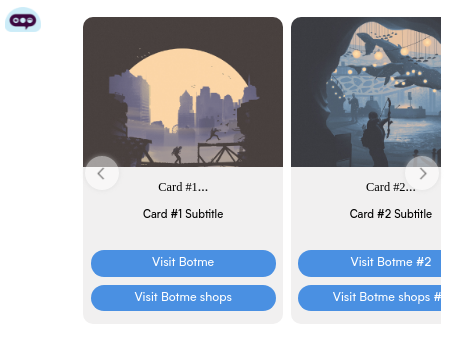 Card #1...
Card #1 Subtitle
Visit Botme
Visit Botme shops
Card #2...
Card #2 Subtitle
Visit Botme #2
Visit Botme shops #